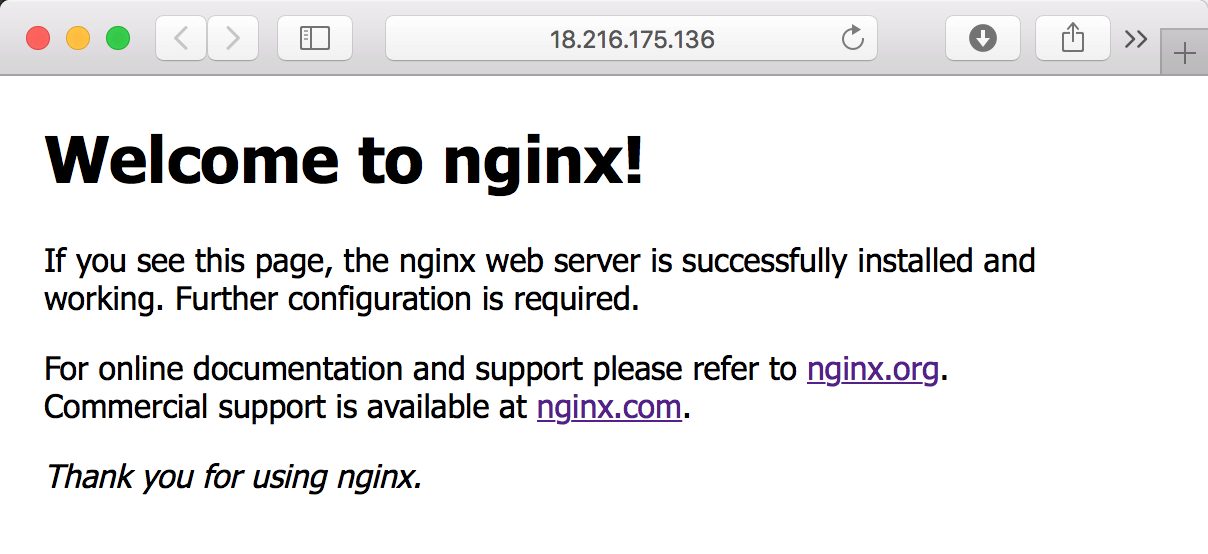 18.216.175.136
Welcome to nginx!
If you see this page, the nginx web server is successfully installed and
working. Further configuration is required.
For online documentation and support please refer to nginx.org.
Commercial support is available at nginx.com.
Thank you for using nginx.